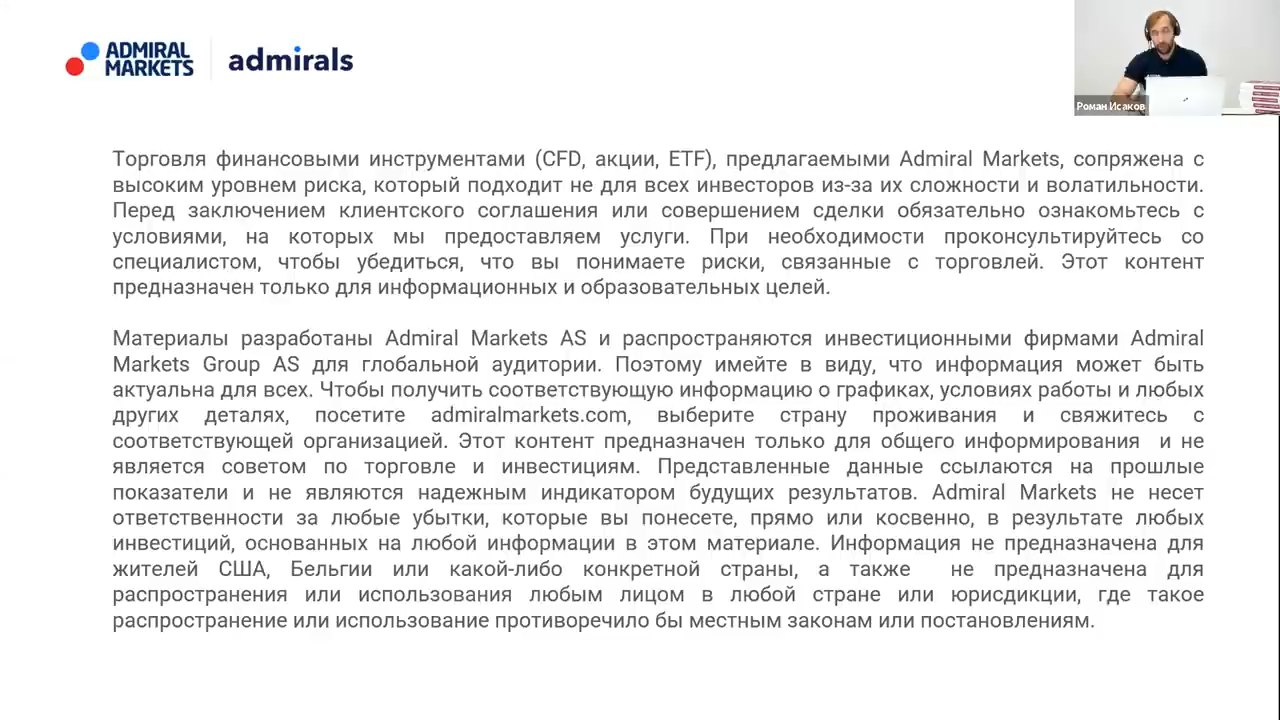 ADMIRAL
MARKETS
admirals
Роман Исаков
Торговля финансовыми инструментами (CFD, акции, ETF), предлагаемыми Admiral Markets, сопряжена с
высоким уровнем риска, который подходит не для всех инвесторов из-за их сложности и волатильности.
Перед заключением клиентского соглашения или совершением сделки обязательно ознакомьтесь с
условиями, на которых мы предоставляем услуги. При необходимости проконсультируйтесь со
специалистом, чтобы убедиться, что вы понимаете риски, связанные с торговлей. Этот контент
предназначен только для информационных и образовательных целей.
Материалы разработаны Admiral Markets AS и распространяются инвестиционными фирмами Admiral
Markets Group AS для глобальной аудитории. Поэтому имейте в виду, что информация может быть
актуальна для всех. Чтобы получить соответствующую информацию о графиках, условиях работы и любых
других деталях, посетите admiralmarkets.com, выберите страну проживания и свяжитесь с
соответствующей организацией. Этот контент предназначен только для общего информирования и не
является советом по торговле и инвестициям. Представленные данные ссылаются на прошлые
показатели и не являются надежным индикатором будущих результатов. Admiral Markets не несет
ответственности за любые убытки, которые вы понесете, прямо или косвенно, в результате любых
инвестиций, основанных на любой информации в этом материале. Информация не предназначена для
жителей США, Бельгии или какой-либо конкретной страны, а также не предназначена для
распространения или использования любым лицом в любой стране или юрисдикции, где такое
распространение или использование противоречило бы местным законам или постановлениям.